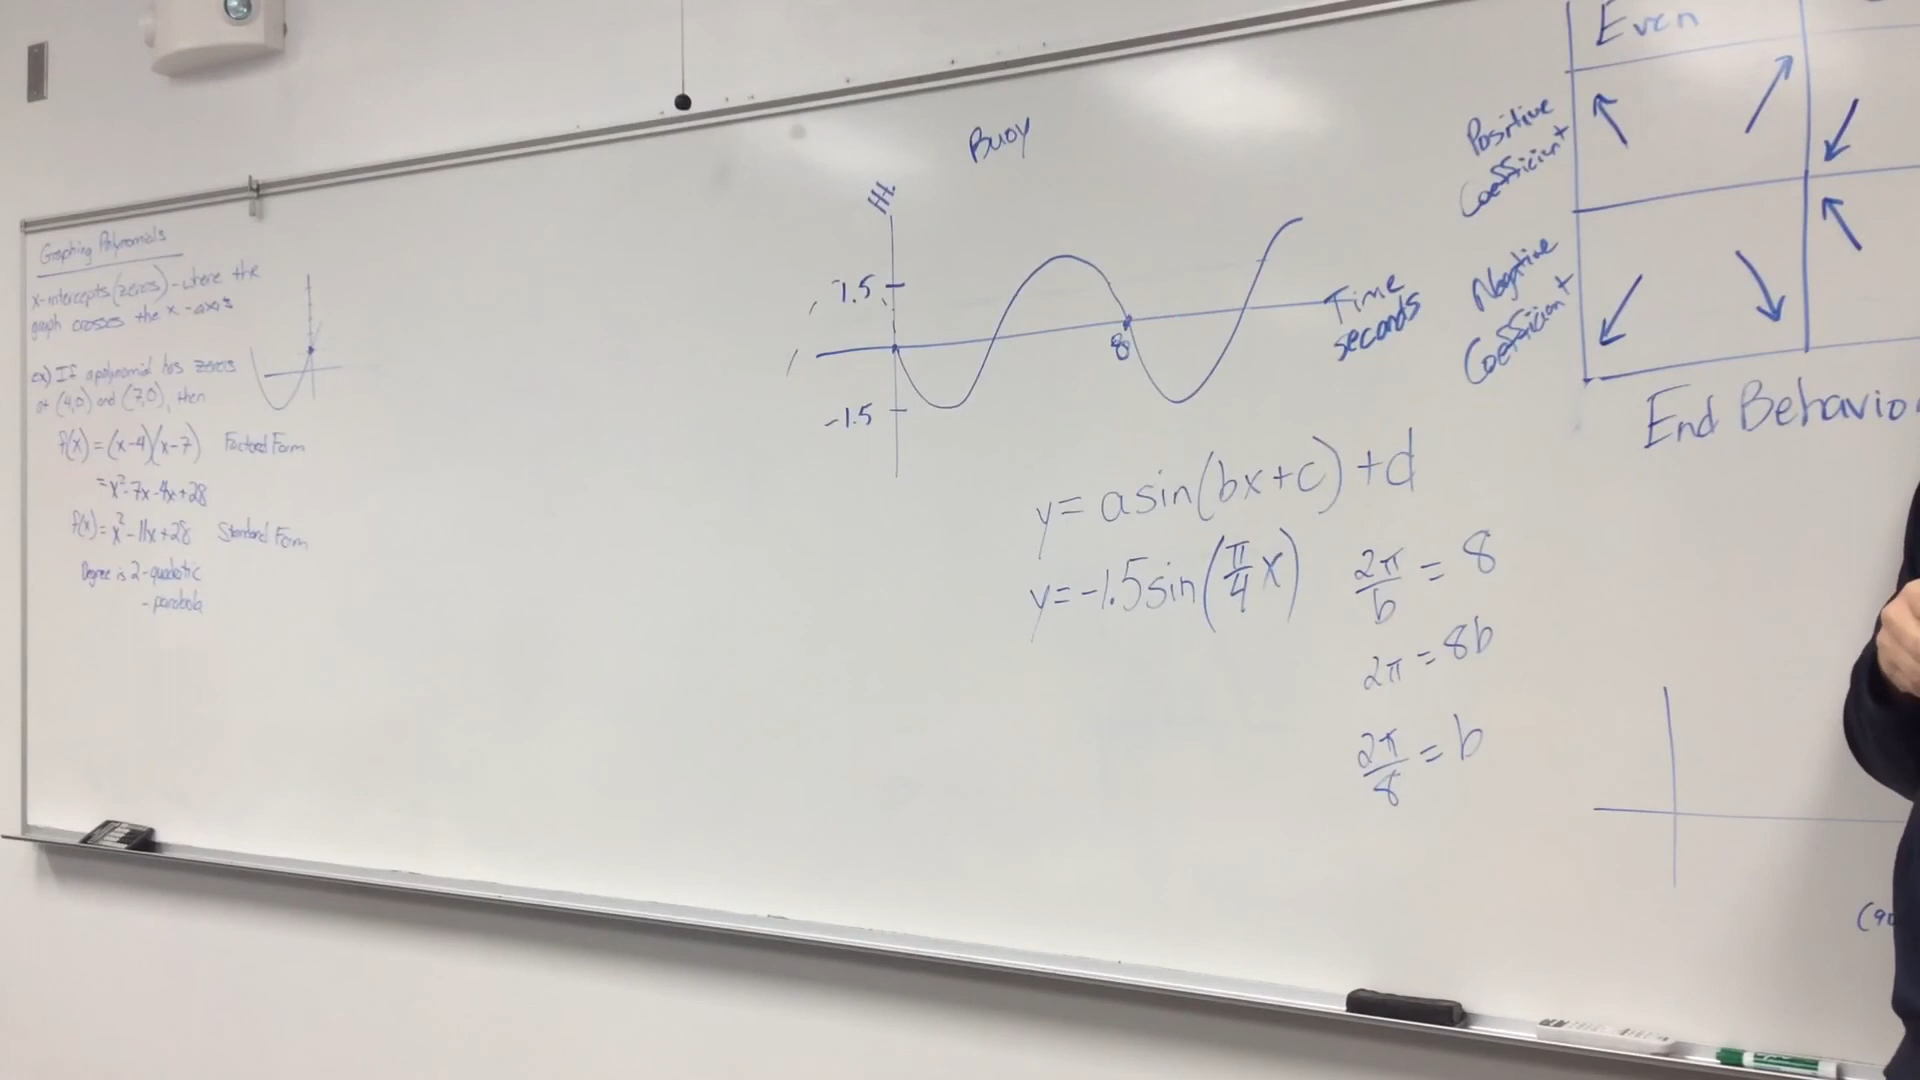 Graphing Polynomials
x-intercepts (zeros) - where the
graph crosses the x-axis
ex) If a polynomial has zeros
at (4,0) and (7,0), then
f(x) = (x-4)(x-7) Factored Form
= x²-7x-4x+28
f(x) = x²-11x+28 Standard Form
Degree is 2 - quadratic
- parabola
Buoy
Ht.
1.5
-1.5
8
Time
seconds
y = a sin(bx+c) + d
y = -1.5 sin(π/4 x)
2π/b = 8
2π = 8b
2π/8 = b
Even
Positive
Coefficient
Negative
Coefficient
End Behavio
(90